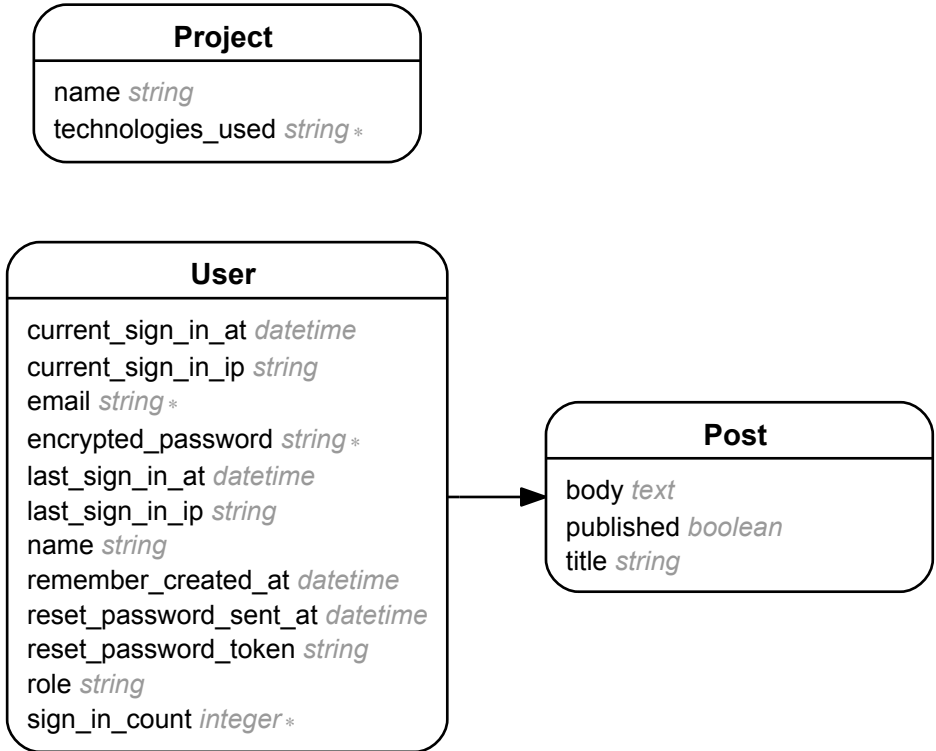 Project
name string
technologies_used string *
User
current_sign_in_at datetime
current_sign_in_ip string
email string *
encrypted_password string *
last_sign_in_at datetime
last_sign_in_ip string
name string
remember_created_at datetime
reset_password_sent_at datetime
reset_password_token string
role string
sign_in_count integer *
Post
body text
published boolean
title string